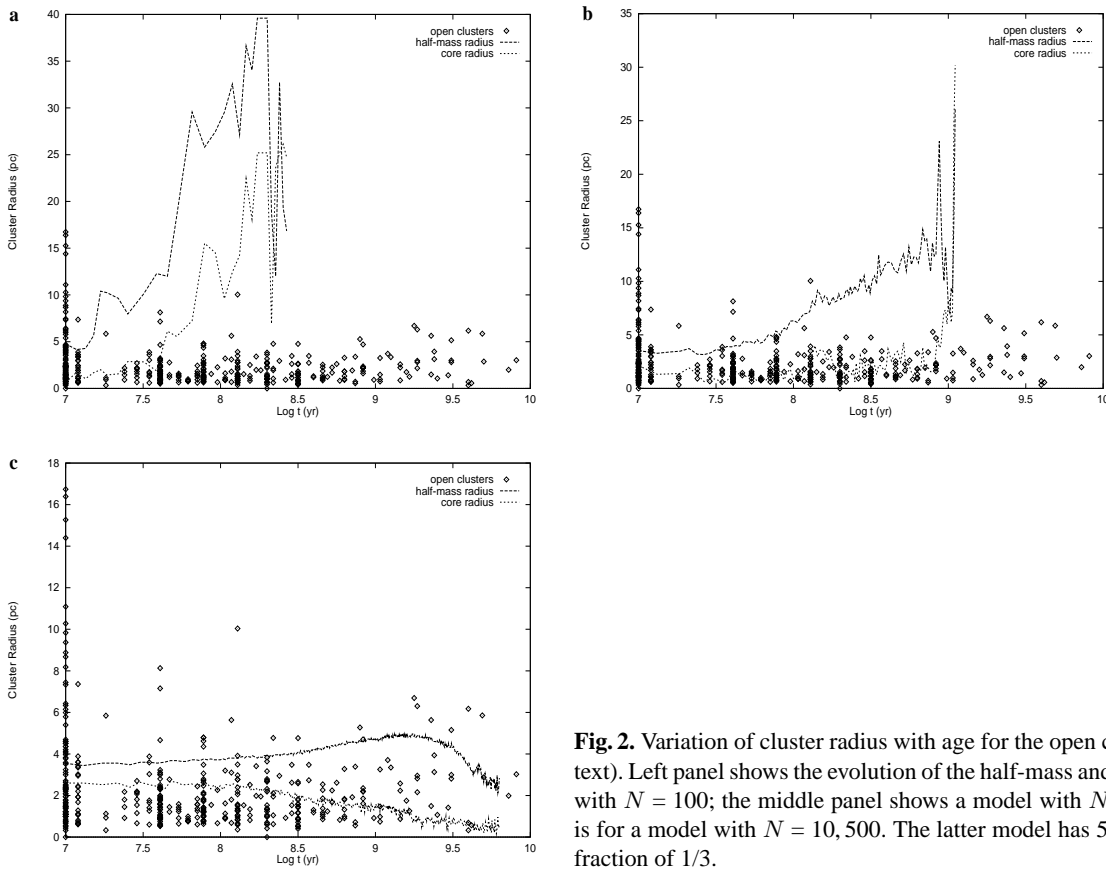 a
40
35
30
25
20
15
10
5
0
Cluster Radius (pc)
open clusters
half-mass radius
core radius
7 7.5 8 8.5 9 9.5 10
Log t (yr)
b
35
30
25
20
15
10
5
0
Cluster Radius (pc)
open clusters
half-mass radius
core radius
7 7.5 8 8.5 9 9.5 10
Log t (yr)
c
18
16
14
12
10
8
6
4
2
0
Cluster Radius (pc)
open clusters
half-mass radius
core radius
7 7.5 8 8.5 9 9.5 10
Log t (yr)
Fig. 2. Variation of cluster radius with age for the open c
text). Left panel shows the evolution of the half-mass and
with N = 100; the middle panel shows a model with N
is for a model with N = 10, 500. The latter model has 5
fraction of 1/3.